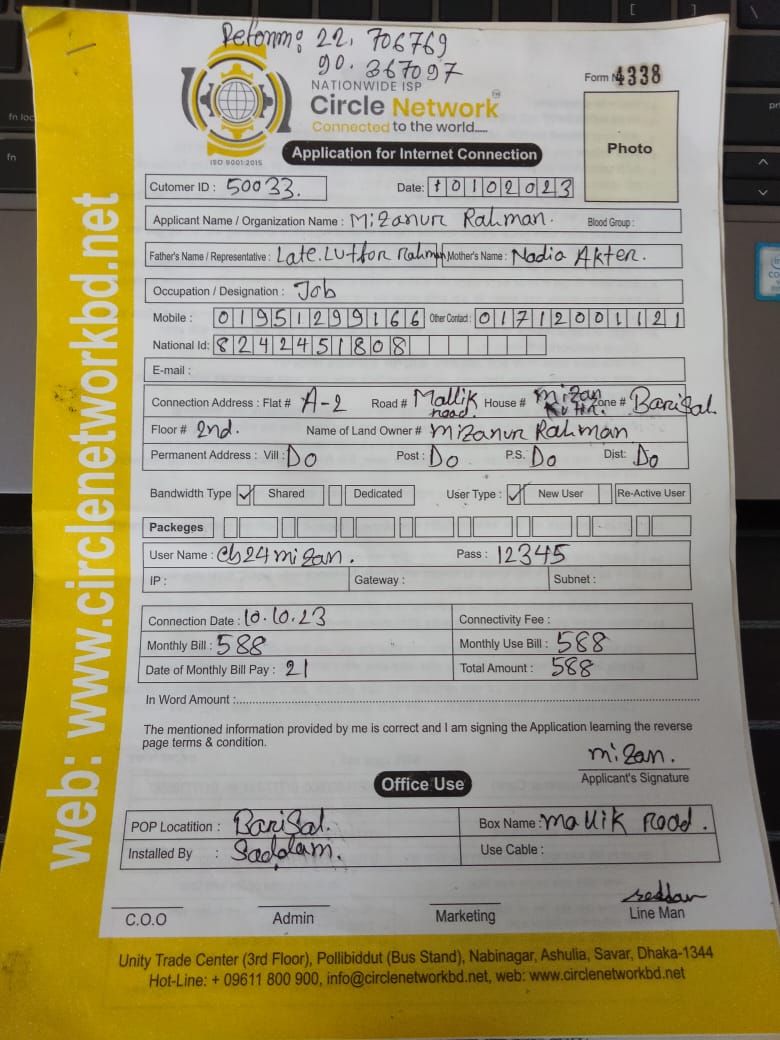 22. 706769
90. 367097
NATIONWIDE ISP
Circle Network™
Connected to the world.....
ISO 9001:2015
Form № 4338
Photo
Application for Internet Connection
Cutomer ID : 50033.
Date: 10102023
Applicant Name / Organization Name : Mizanur Rahman. Blood Group :
Father's Name / Representative : Late. Lutfor Rahman Mother's Name : Nadia Akter.
Occupation / Designation : Job
Mobile : 01951299166 Other Contact : 01712001121
National Id: 8242451808
E-mail :
Connection Address : Flat # A-2 Road # Mallik road. House # Mizan Kutir. Zone # Barisal
Floor # 2nd. Name of Land Owner # Mizanur Rahman
Permanent Address : Vill : Do Post : Do P.S. Do Dist: Do
Bandwidth Type ✓ Shared Dedicated User Type : ✓ New User Re-Active User
Packeges
User Name : cb24mizan. Pass : 12345
IP : Gateway : Subnet :
Connection Date : 10.10.23 Connectivity Fee :
Monthly Bill : 588 Monthly Use Bill : 588
Date of Monthly Bill Pay : 21 Total Amount : 588
In Word Amount :
The mentioned information provided by me is correct and I am signing the Application learning the reverse
page terms & condition.
mizan.
Applicant's Signature
Office Use
POP Locatition : Barisal. Box Name : Mallik Road.
Installed By : Saddam. Use Cable :
C.O.O Admin Marketing Line Man
Unity Trade Center (3rd Floor), Pollibiddut (Bus Stand), Nabinagar, Ashulia, Savar, Dhaka-1344
Hot-Line: + 09611 800 900, info@circlenetworkbd.net, web: www.circlenetworkbd.net
web: www.circlenetworkbd.net